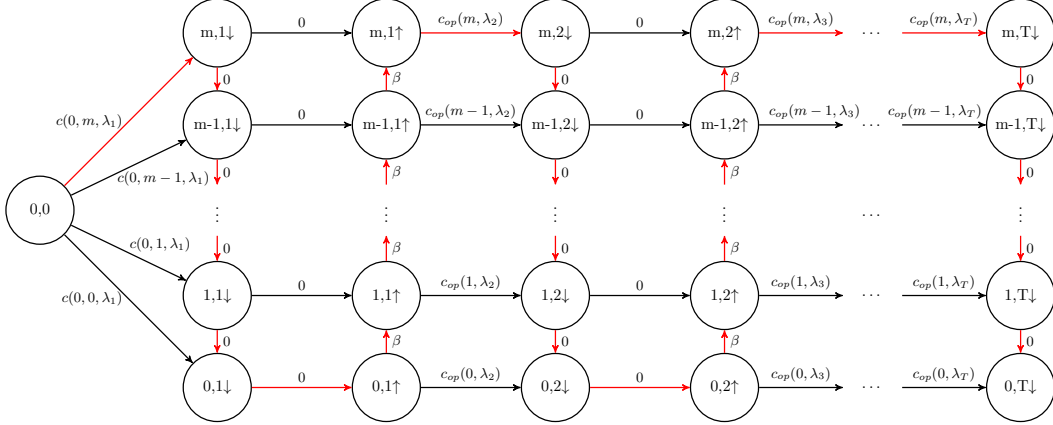 m,1↓ 0 m,1↑ c_op(m, λ_2) m,2↓ 0 m,2↑ c_op(m, λ_3) ⋯ c_op(m, λ_T) m,T↓
0 β 0 β 0
c(0, m, λ_1)
m-1,1↓ 0 m-1,1↑ c_op(m−1, λ_2) m-1,2↓ 0 m-1,2↑ c_op(m−1, λ_3) ⋯ c_op(m−1, λ_T) m-1,T↓
c(0, m−1, λ_1)
0 β 0 β 0
0,0
⋮ ⋮ ⋮ ⋮ ⋯ ⋮
c(0, 1, λ_1)
0 β 0 β 0
1,1↓ 0 1,1↑ c_op(1, λ_2) 1,2↓ 0 1,2↑ c_op(1, λ_3) ⋯ c_op(1, λ_T) 1,T↓
c(0, 0, λ_1)
0 β 0 β 0
0,1↓ 0 0,1↑ c_op(0, λ_2) 0,2↓ 0 0,2↑ c_op(0, λ_3) ⋯ c_op(0, λ_T) 0,T↓